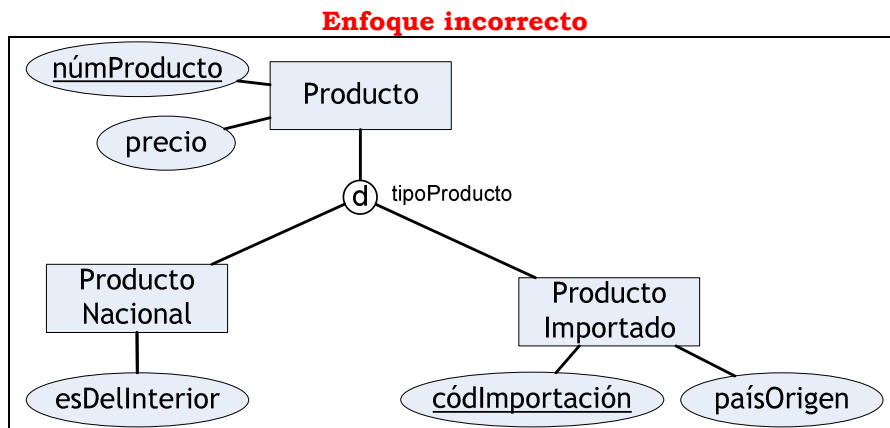 Enfoque incorrecto
númProducto
Producto
precio
d
tipoProducto
Producto
Nacional
Producto
Importado
esDelInterior
códImportación
paísOrigen